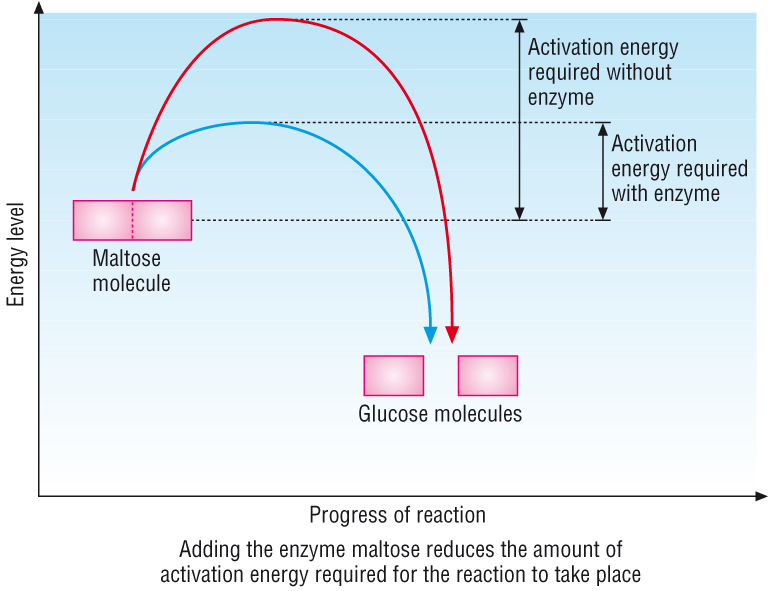 Activation energy
required without
enzyme
Activation
energy required
with enzyme
Energy level
Maltose
molecule
Glucose molecules
Progress of reaction
Adding the enzyme maltose reduces the amount of
activation energy required for the reaction to take place